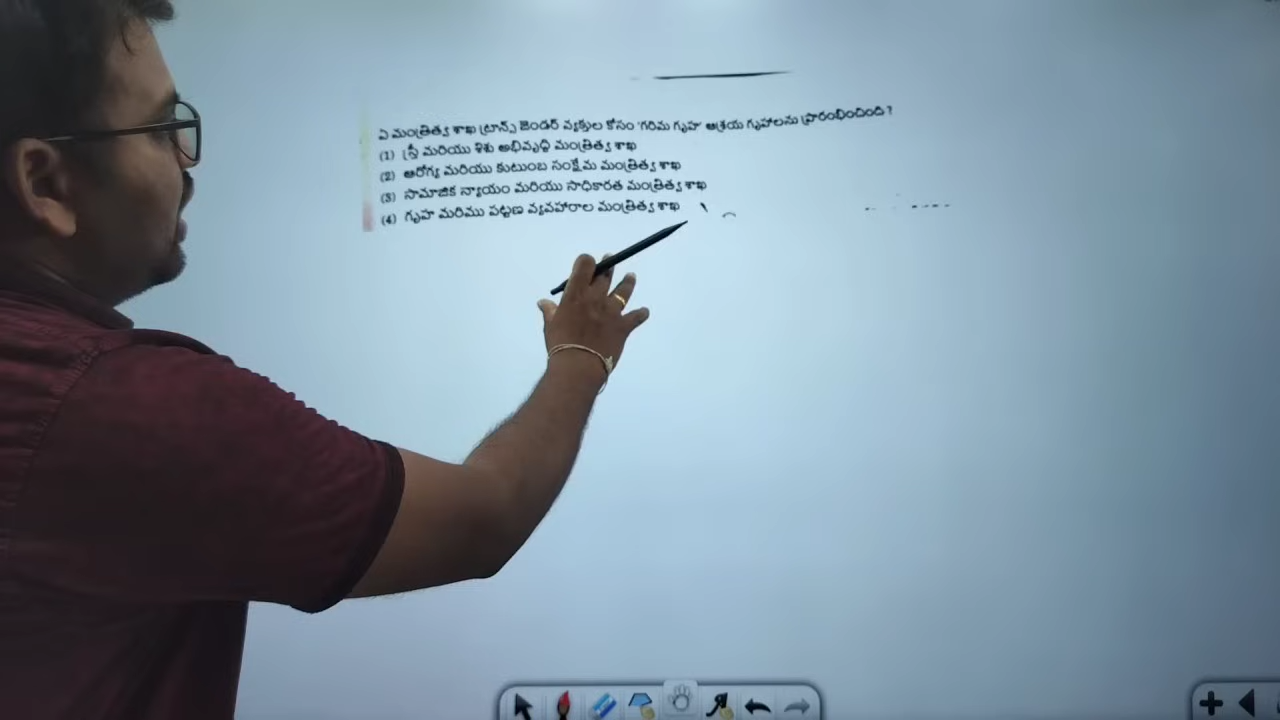 ఏ మంత్రిత్వ శాఖ ట్రాన్స్ జెండర్ వ్యక్తుల కోసం 'గరిమ గృహ' ఆశ్రయ గృహాలను ప్రారంభించింది ?
(1) స్త్రీ మరియు శిశు అభివృద్ధి మంత్రిత్వ శాఖ
(2) ఆరోగ్య మరియు కుటుంబ సంక్షేమ మంత్రిత్వ శాఖ
(3) సామాజిక న్యాయం మరియు సాధికారత మంత్రిత్వ శాఖ
(4) గృహ మరియు పట్టణ వ్యవహారాల మంత్రిత్వ శాఖ